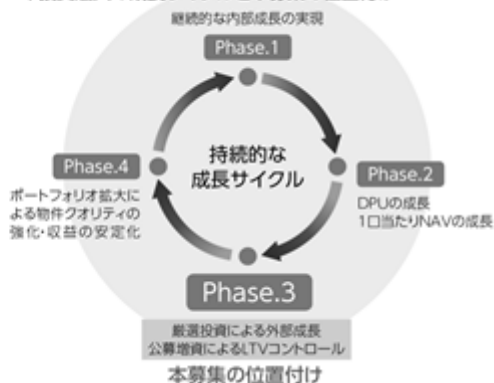 継続的な内部成長の実現
Phase.1
持続的な
成長サイクル
Phase.2
DPUの成長
1口当たりNAVの成長
Phase.3
厳選投資による外部成長
公募増資によるLTVコントロール
本募集の位置付け
Phase.4
ポートフォリオ拡大に
よる物件クオリティの
強化・収益の安定化